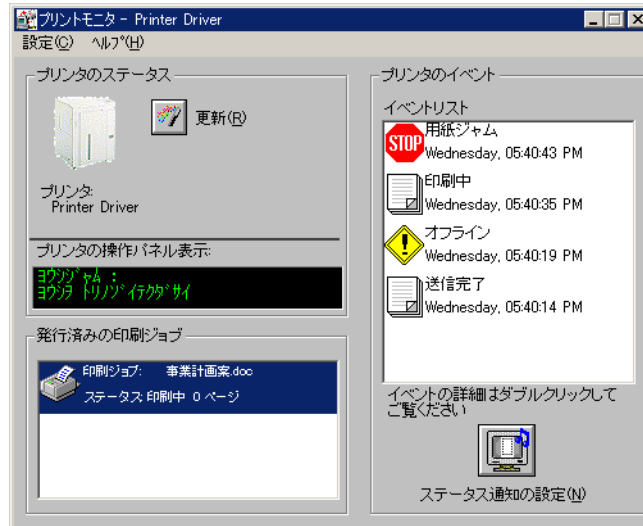 プリントモニタ - Printer Driver
設定(C) ヘルプ(H)
プリンタのステータス
更新(R)
プリンタ:
Printer Driver
プリンタの操作パネル表示:
ヨウシジャム :
ヨウシヲ トリノゾイテクダサイ
発行済みの印刷ジョブ
印刷ジョブ: 事業計画案.doc
ステータス:印刷中 0 ページ
プリンタのイベント
イベントリスト
STOP
用紙ジャム
Wednesday, 05:40:43 PM
印刷中
Wednesday, 05:40:35 PM
オフライン
Wednesday, 05:40:19 PM
送信完了
Wednesday, 05:40:14 PM
イベントの詳細はダブルクリックして
ご覧ください
ステータス通知の設定(N)